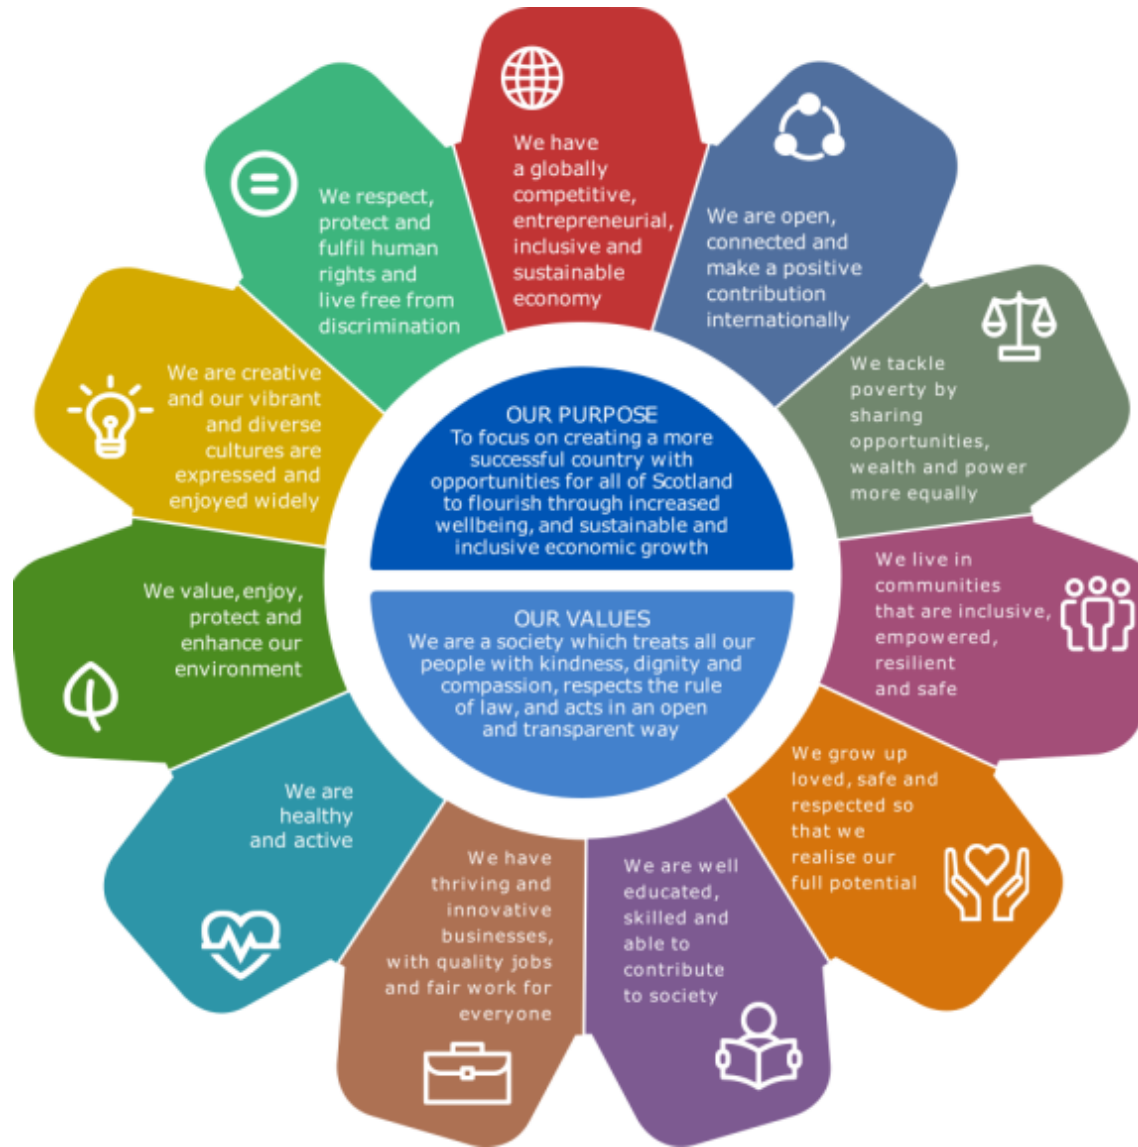 We have
a globally
competitive,
entrepreneurial,
inclusive and
sustainable
economy
We are open,
connected and
make a positive
contribution
internationally
We tackle
poverty by
sharing
opportunities,
wealth and power
more equally
We live in
communities
that are inclusive,
empowered,
resilient
and safe
We grow up
loved, safe and
respected so
that we
realise our
full potential
We are well
educated,
skilled and
able to
contribute
to society
We have
thriving and
innovative
businesses,
with quality jobs
and fair work for
everyone
We are
healthy
and active
We value, enjoy,
protect and
enhance our
environment
We are creative
and our vibrant
and diverse
cultures are
expressed and
enjoyed widely
We respect,
protect and
fulfil human
rights and
live free from
discrimination
OUR PURPOSE
To focus on creating a more
successful country with
opportunities for all of Scotland
to flourish through increased
wellbeing, and sustainable and
inclusive economic growth
OUR VALUES
We are a society which treats all our
people with kindness, dignity and
compassion, respects the rule
of law, and acts in an open
and transparent way